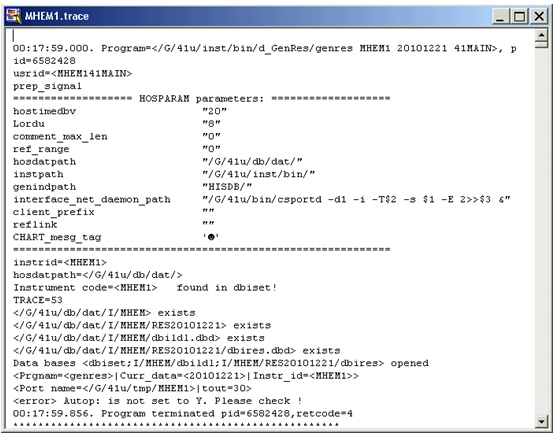 MHEM1.trace
00:17:59.000. Program=</G/41u/inst/bin/d_GenRes/genres MHEM1 20101221 41MAIN>, p
id=6582428
usrid=<MHEM141MAIN>
prep_signal
================== HOSPARAM parameters: ===================
hostimedbv "20"
Lordu "8"
comment_max_len "0"
ref_range "0"
hosdatpath "/G/41u/db/dat/"
instpath "/G/41u/inst/bin/"
genindpath "HISDB/"
interface_net_daemon_path "/G/41u/bin/csportd -d1 -i -T$2 -s $1 -E 2>>$3 &"
client_prefix ""
reflink ""
CHART_mesg_tag '☻'
============================================================
instrid=<MHEM1>
hosdatpath=</G/41u/db/dat/>
Instrument code=<MHEM1> found in dbiset!
TRACE=53
</G/41u/db/dat/I/MHEM> exists
</G/41u/db/dat/I/MHEM/RES20101221> exists
</G/41u/db/dat/I/MHEM/dbild1.dbd> exists
</G/41u/db/dat/I/MHEM/RES20101221/dbires.dbd> exists
Data bases <dbiset;I/MHEM/dbild1;I/MHEM/RES20101221/dbires> opened
<Prgnam=<genres>|Curr_data=<20101221>|Instr_id=<MHEM1>>
<Port name=</G/41u/tmp/MHEM1>|tout=30>
<error> Autop: is not set to Y. Please check !
00:17:59.856. Program terminated pid=6582428,retcode=4